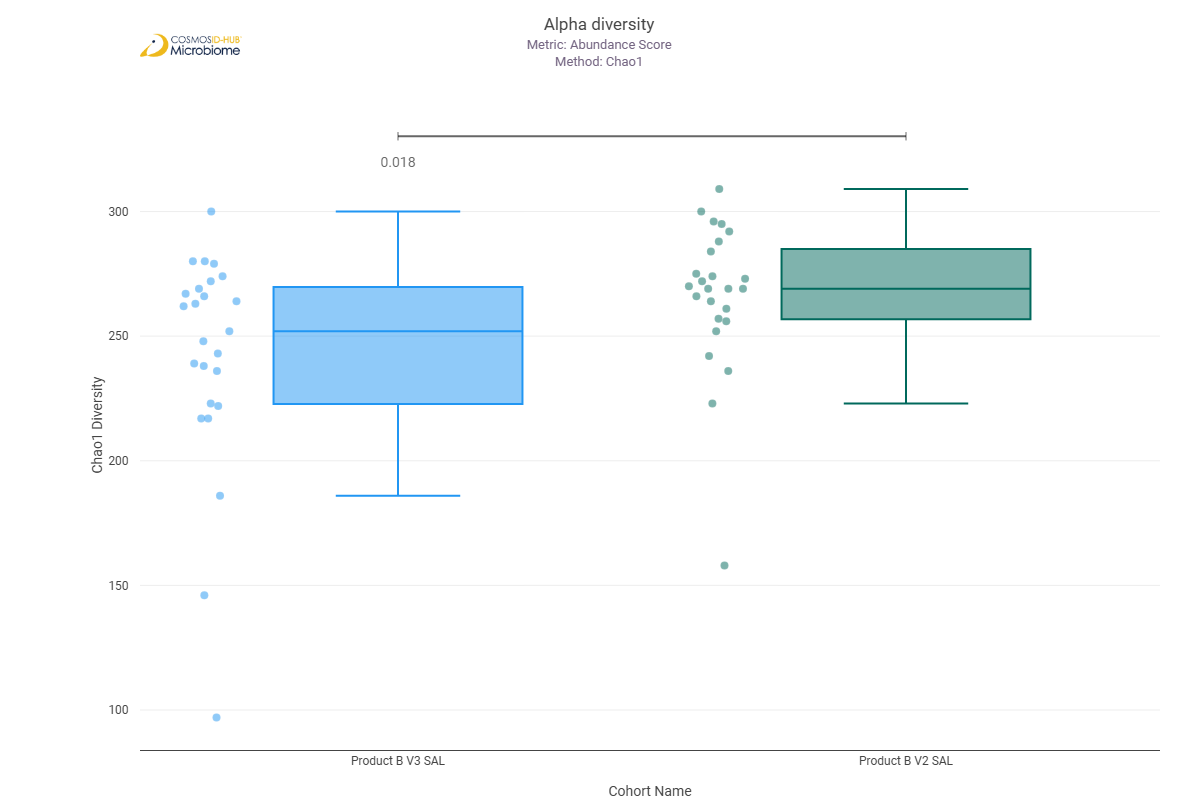 Alpha diversity
Metric: Abundance Score
Method: Chao1
COSMOSID-HUB
Microbiome
0.018
300
250
200
150
100
Chao1 Diversity
Product B V3 SAL
Product B V2 SAL
Cohort Name